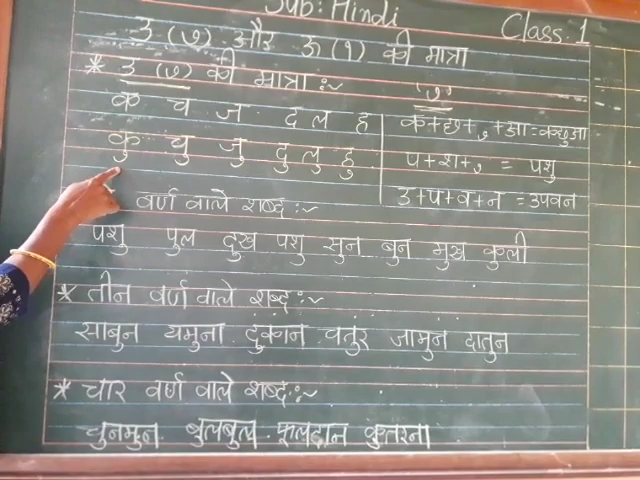 Sub: Hindi Class. 1
उ (ु) और ऊ (ू) की मात्रा
* उ (ु) की मात्रा :~
क च ज द ल ह
कु चु जु दु लु हु
(ु)
क+छ+ु+आ=कछुआ
प+श+ु = पशु
उ+प+व+न = उपवन
वर्ण वाले शब्द :~
पशु पुल दुख पशु सुन बुन मुख कुली
* तीन वर्ण वाले शब्द :~
साबुन यमुना दुकान चतुर जामुन दातुन
* चार वर्ण वाले शब्द :~
चुनमुन बुलबुल फूलदान कुतरना